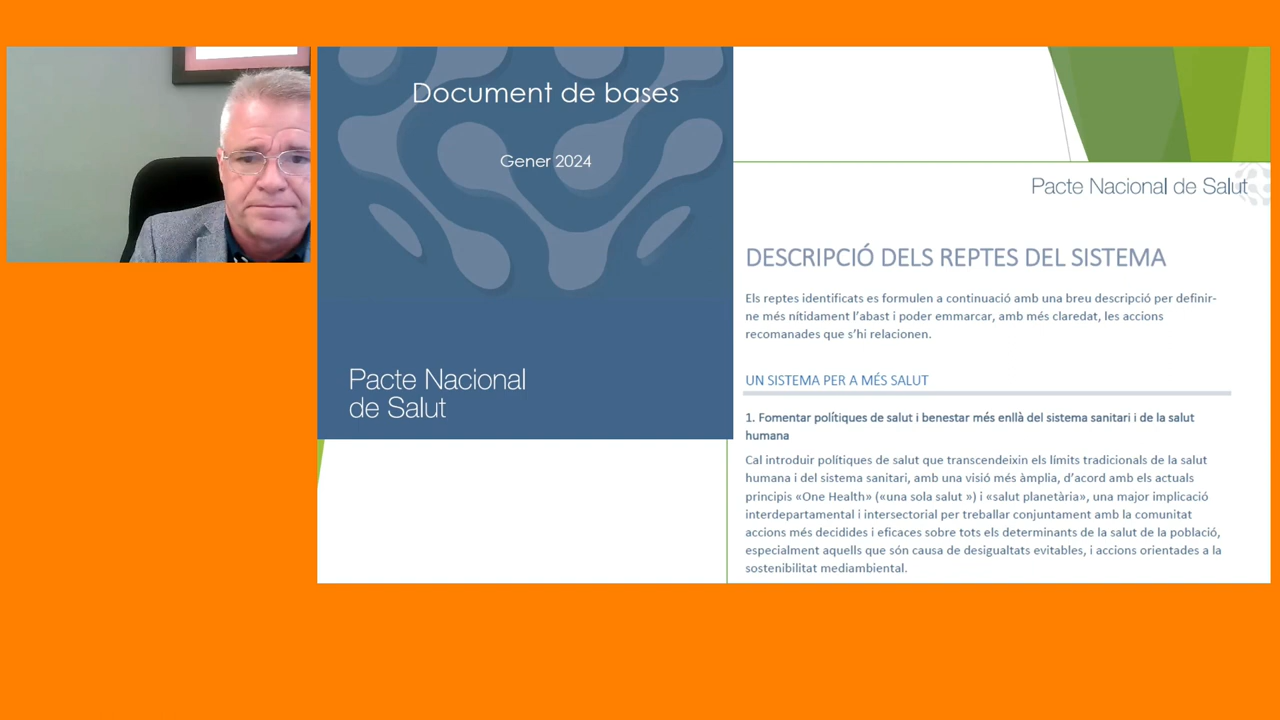 Document de bases
Gener 2024
Pacte Nacional
de Salut
Pacte Nacional de Salut
DESCRIPCIÓ DELS REPTES DEL SISTEMA
Els reptes identificats es formulen a continuació amb una breu descripció per definir-
ne més nítidament l’abast i poder emmarcar, amb més claredat, les accions
recomanades que s’hi relacionen.
UN SISTEMA PER A MÉS SALUT
1. Fomentar polítiques de salut i benestar més enllà del sistema sanitari i de la salut
humana
Cal introduir polítiques de salut que transcendeixin els límits tradicionals de la salut
humana i del sistema sanitari, amb una visió més àmplia, d’acord amb els actuals
principis «One Health» («una sola salut ») i «salut planetària», una major implicació
interdepartamental i intersectorial per treballar conjuntament amb la comunitat
accions més decidides i eficaces sobre tots els determinants de la salut de la població,
especialment aquells que són causa de desigualtats evitables, i accions orientades a la
sostenibilitat mediambiental.